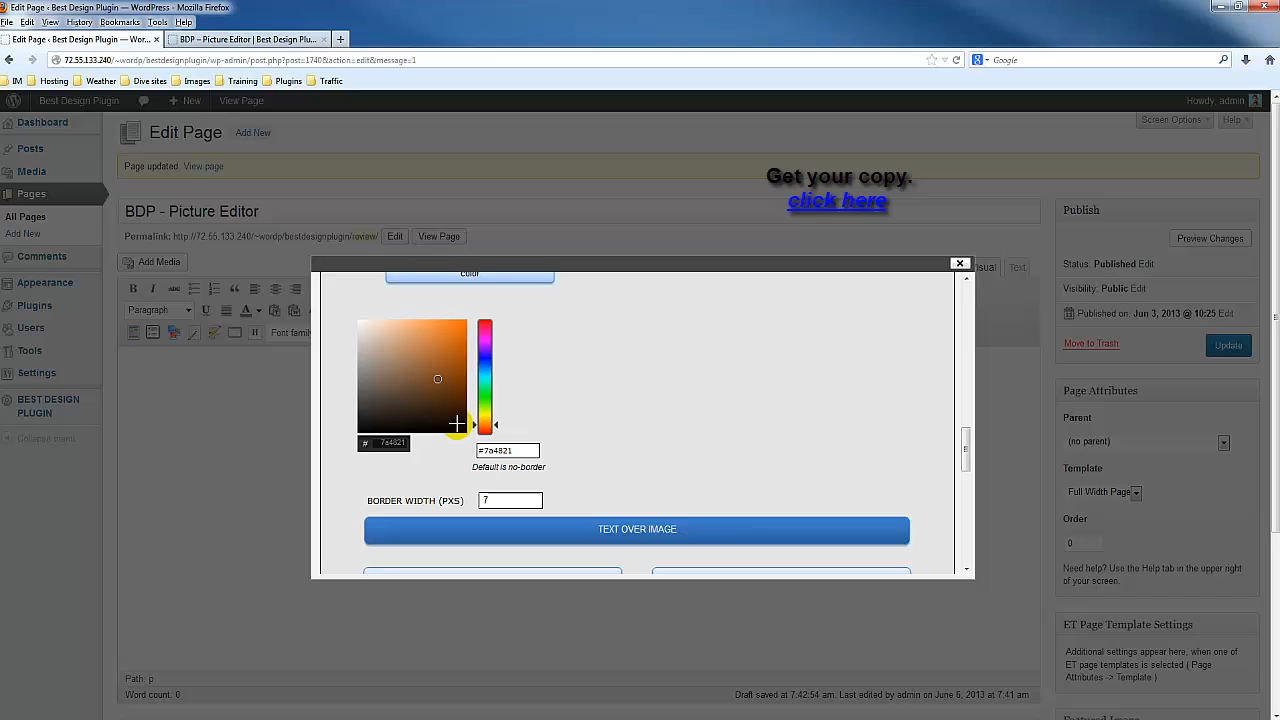 Edit Page ‹ Best Design Plugin — WordPress - Mozilla Firefox
File Edit View History Bookmarks Tools Help
Edit Page ‹ Best Design Plugin — Wor... × BDP – Picture Editor | Best Design Plu... × +
72.55.133.240/~wordp/bestdesignplugin/wp-admin/post.php?post=1740&action=edit&message=1
Google
IM Hosting Weather Dive sites Images Training Plugins Traffic
Best Design Plugin + New View Page Howdy, admin
Dashboard
Posts
Media
Pages
All Pages
Add New
Comments
Appearance
Plugins
Users
Tools
Settings
BEST DESIGN
PLUGIN
Collapse menu
Screen Options Help
Edit Page Add New
Page updated. View page
Get your copy.
click here
BDP - Picture Editor
Permalink: http://72.55.133.240/~wordp/bestdesignplugin/review/ Edit View Page
Add Media
Visual Text
B I ABC
Paragraph U A
H Font family
color
# 7a4821
#7a4821
Default is no-border
BORDER WIDTH (PXS) 7
TEXT OVER IMAGE
Path: p
Word count: 0
Draft saved at 7:42:54 am. Last edited by admin on June 6, 2013 at 7:41 am
Publish
Preview Changes
Status: Published Edit
Visibility: Public Edit
Published on: Jun 3, 2013 @ 10:25 Edit
Move to Trash Update
Page Attributes
Parent
(no parent)
Template
Full Width Page
Order
0
Need help? Use the Help tab in the upper right
of your screen.
ET Page Template Settings
Additional settings appear here, when one of
ET page templates is selected ( Page
Attributes -> Template )
Featured Image